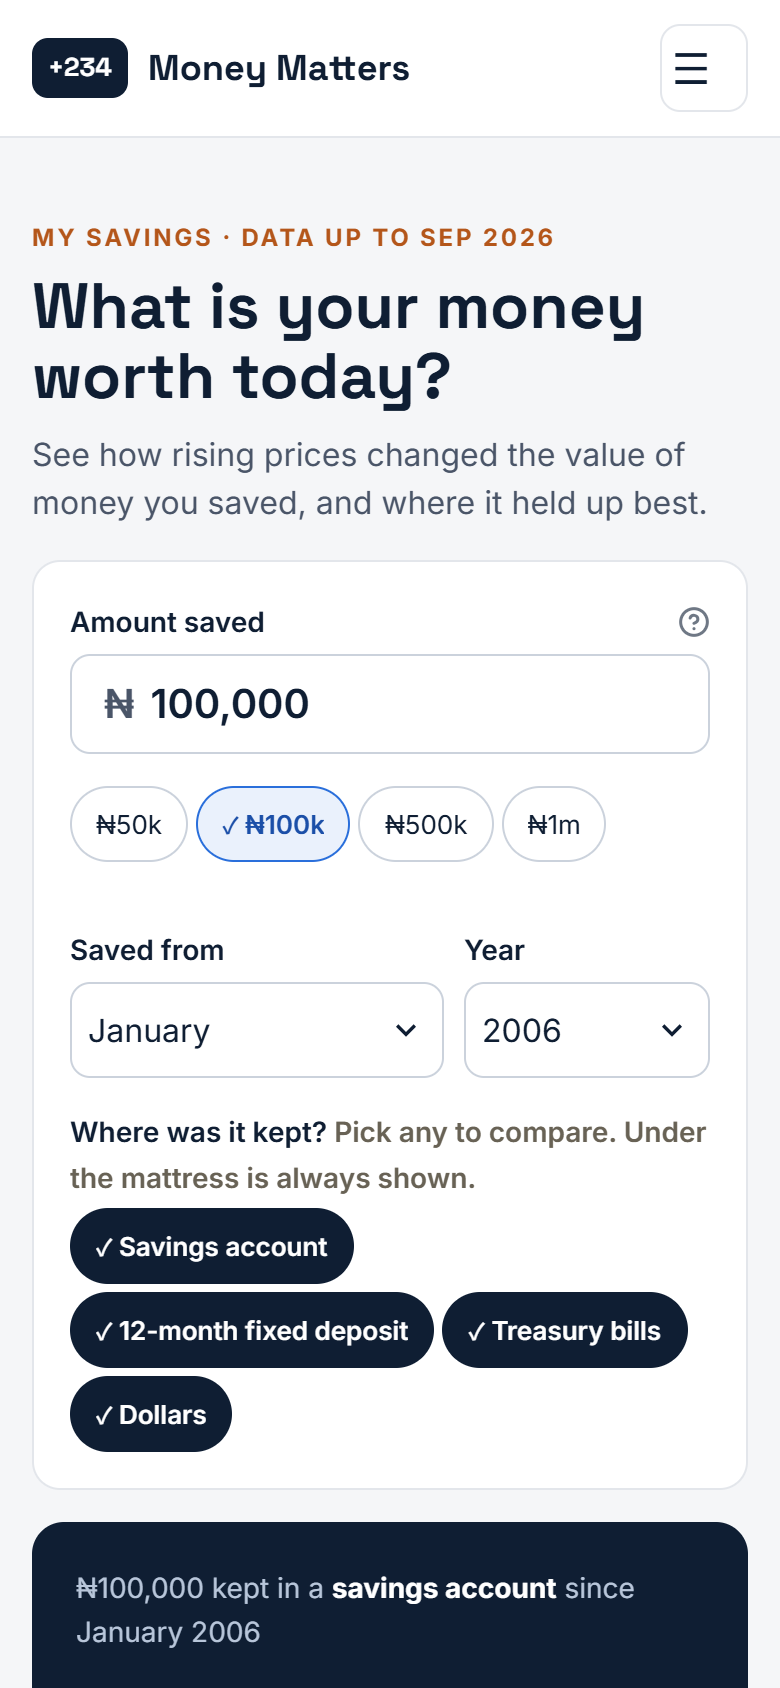 +234 Money Matters
MY SAVINGS · DATA UP TO SEP 2026
What is your money
worth today?
See how rising prices changed the value of
money you saved, and where it held up best.
Amount saved
₦ 100,000
₦50k ✓ ₦100k ₦500k ₦1m
Saved from Year
January 2006
Where was it kept? Pick any to compare. Under
the mattress is always shown.
✓ Savings account
✓ 12-month fixed deposit ✓ Treasury bills
✓ Dollars
₦100,000 kept in a savings account since
January 2006